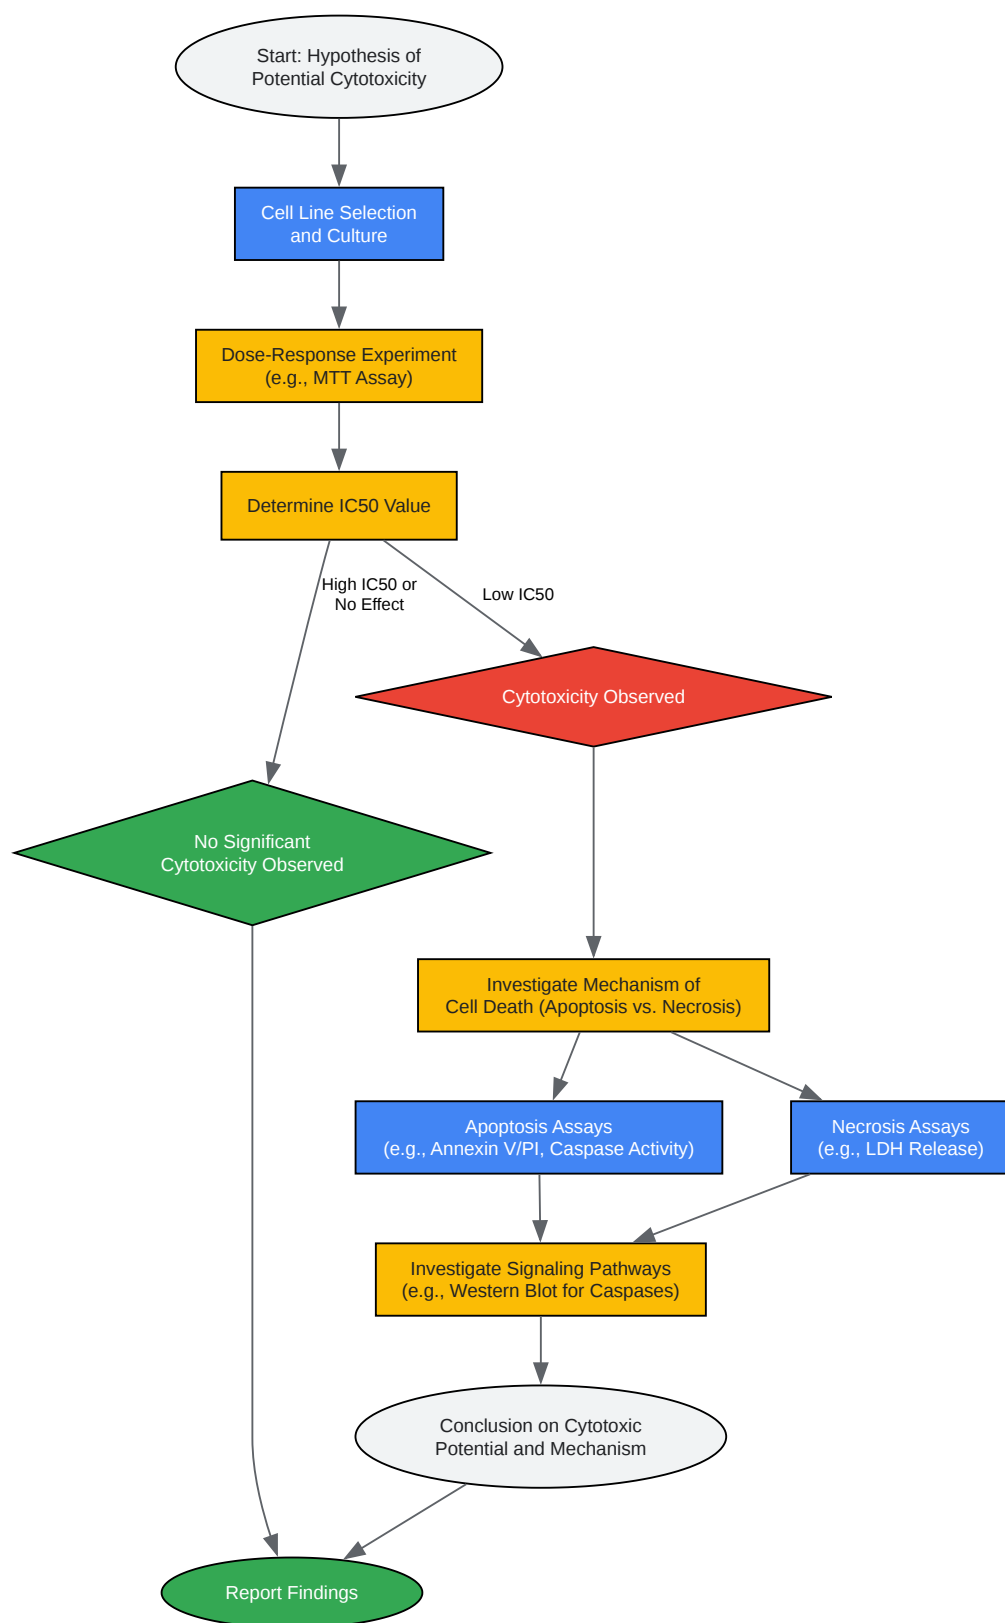 Start: Hypothesis of
Potential Cytotoxicity
Cell Line Selection
and Culture
Dose-Response Experiment
(e.g., MTT Assay)
Determine IC50 Value
High IC50 or
No Effect
Low IC50
Cytotoxicity Observed
No Significant
Cytotoxicity Observed
Investigate Mechanism of
Cell Death (Apoptosis vs. Necrosis)
Apoptosis Assays
(e.g., Annexin V/PI, Caspase Activity)
Necrosis Assays
(e.g., LDH Release)
Investigate Signaling Pathways
(e.g., Western Blot for Caspases)
Conclusion on Cytotoxic
Potential and Mechanism
Report Findings